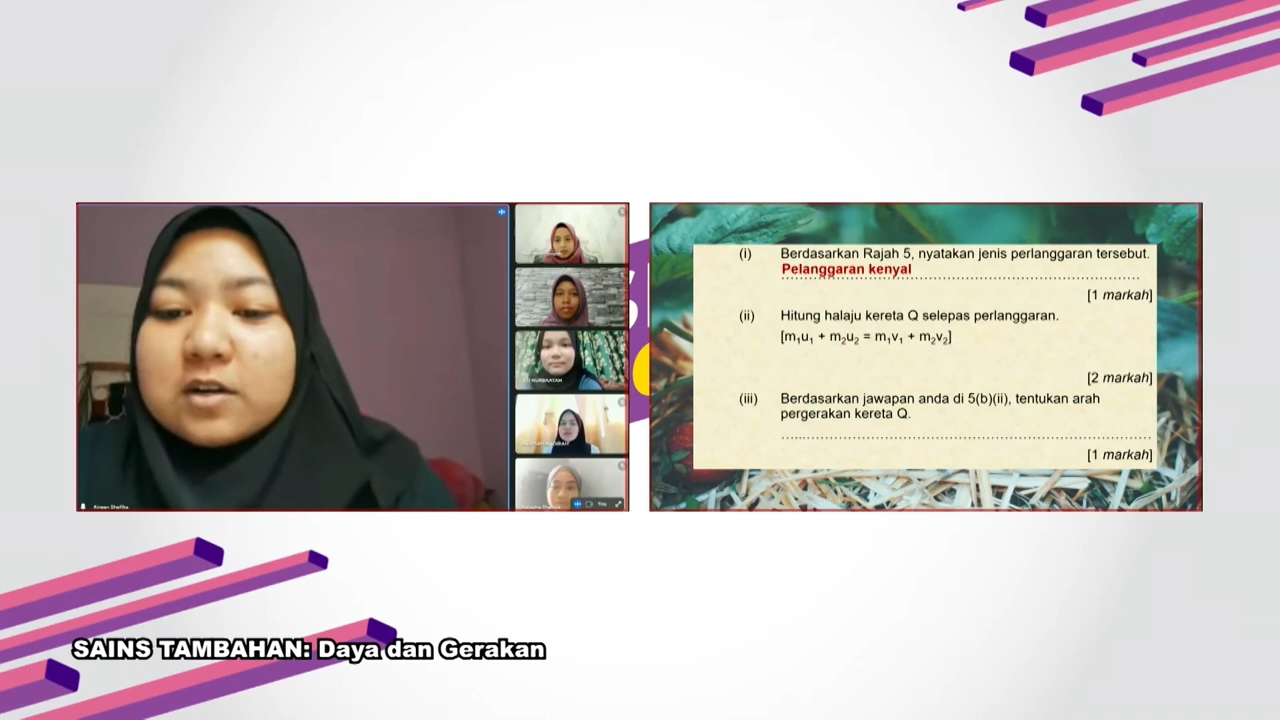 (i) Berdasarkan Rajah 5, nyatakan jenis perlanggaran tersebut.
Pelanggaran kenyal
[1 markah]
(ii) Hitung halaju kereta Q selepas perlanggaran.
[m₁u₁ + m₂u₂ = m₁v₁ + m₂v₂]
[2 markah]
(iii) Berdasarkan jawapan anda di 5(b)(ii), tentukan arah
pergerakan kereta Q.
[1 markah]
You
SAINS TAMBAHAN: Daya dan Gerakan